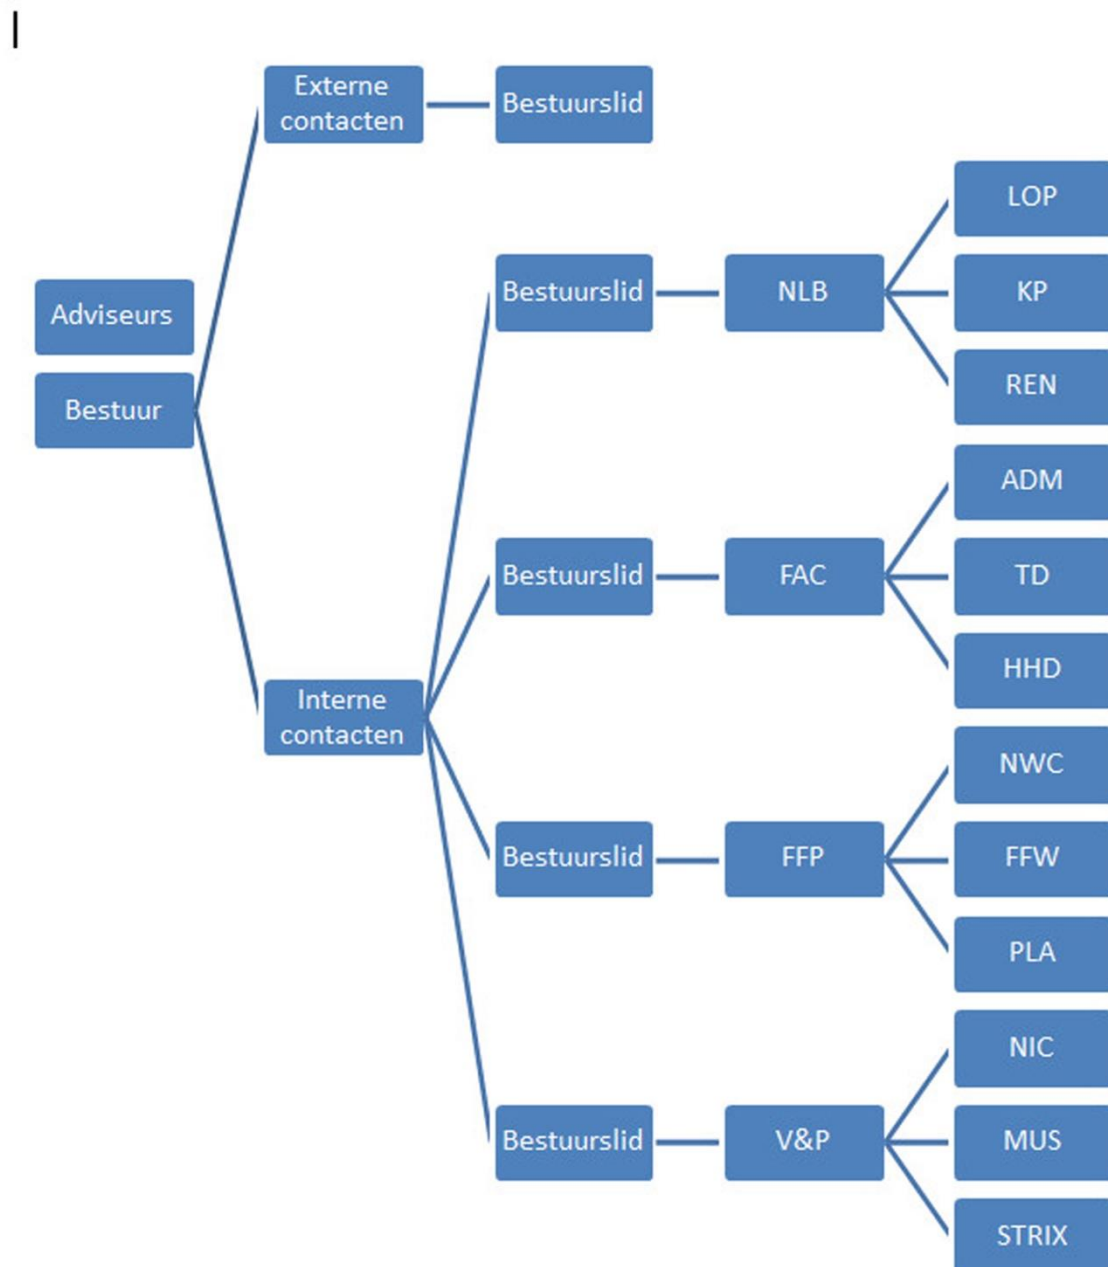 Externe
contacten
Bestuurslid
LOP
Bestuurslid
NLB
KP
Adviseurs
REN
Bestuur
ADM
Bestuurslid
FAC
TD
HHD
Interne
contacten
NWC
Bestuurslid
FFP
FFW
PLA
NIC
Bestuurslid
V&P
MUS
STRIX